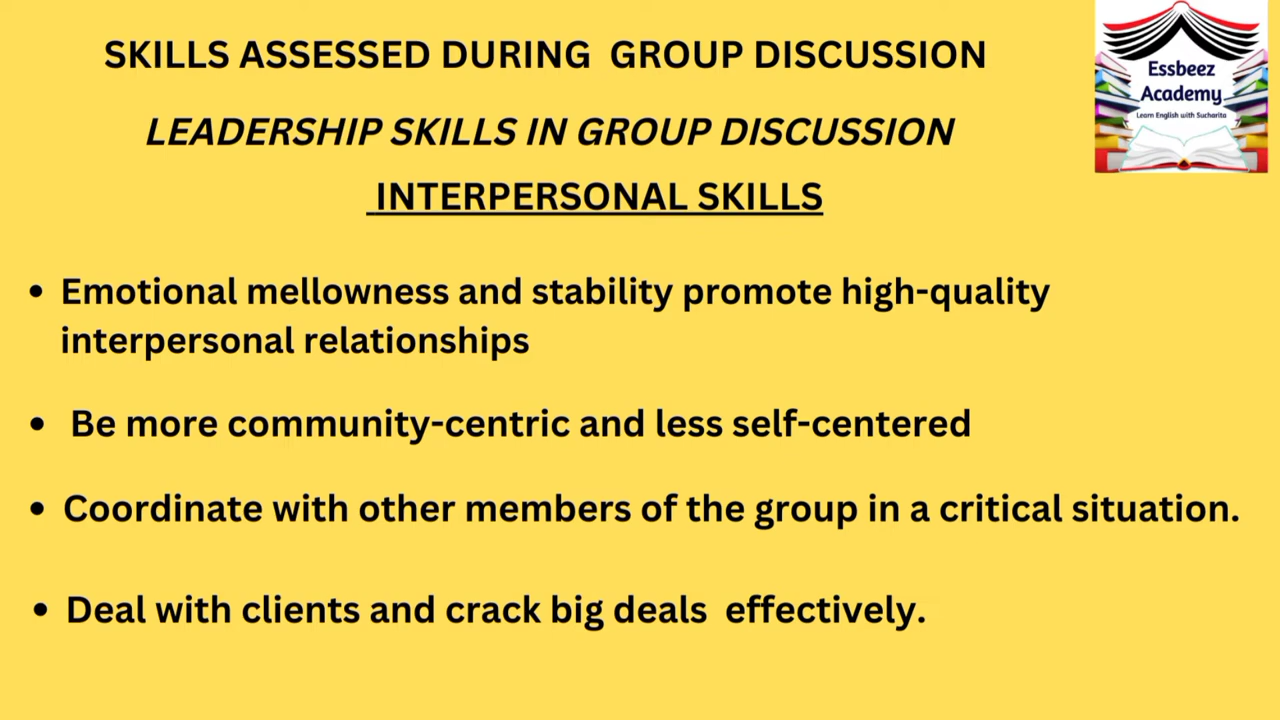 SKILLS ASSESSED DURING GROUP DISCUSSION
Essbeez
Academy
Learn English with Sucharita
LEADERSHIP SKILLS IN GROUP DISCUSSION
INTERPERSONAL SKILLS
• Emotional mellowness and stability promote high-quality
interpersonal relationships
• Be more community-centric and less self-centered
• Coordinate with other members of the group in a critical situation.
• Deal with clients and crack big deals effectively.